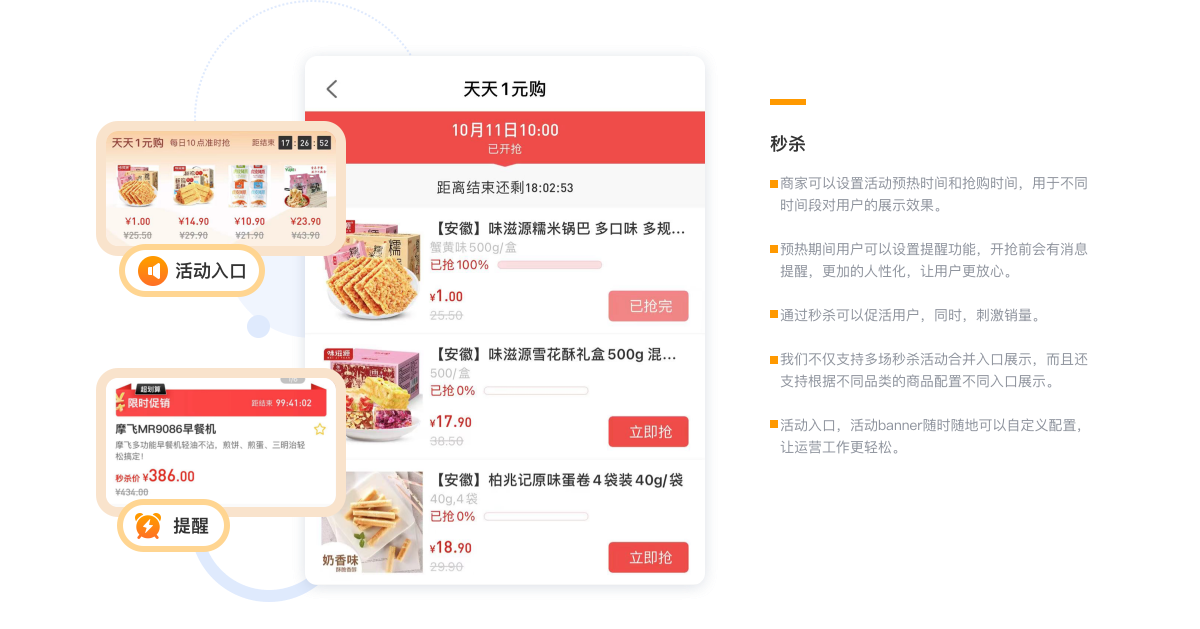 天天1元购
10月11日10:00
已开抢
距离结束还剩18:02:53
【安徽】味滋源糯米锅巴 多口味 多规...
蟹黄味500g/盒
已抢100%
¥1.00
25.50
已抢完
【安徽】味滋源雪花酥礼盒500g 混...
500/盒
已抢0%
¥17.90
38.50
立即抢
味滋源
【安徽】柏兆记原味蛋卷4袋装40g/袋
40g,4袋
已抢0%
¥18.90
29.90
立即抢
奶香味
天天1元购 每日10点准时抢 距结束 17:26:52
¥1.00 ¥14.90 ¥10.90 ¥23.90
¥25.50 ¥29.90 ¥21.90 ¥43.90
活动入口
超划算
限时促销 距结束 99:41:02
摩飞MR9086早餐机
摩飞多功能早餐机轻油不沾，煎饼、煎蛋、三明治轻
松搞定！
秒杀价 ¥386.00
¥434.00
提醒
秒杀
商家可以设置活动预热时间和抢购时间，用于不同
时间段对用户的展示效果。
预热期间用户可以设置提醒功能，开抢前会有消息
提醒，更加的人性化，让用户更放心。
通过秒杀可以促活用户，同时，刺激销量。
我们不仅支持多场秒杀活动合并入口展示，而且还
支持根据不同品类的商品配置不同入口展示。
活动入口，活动banner随时随地可以自定义配置，
让运营工作更轻松。